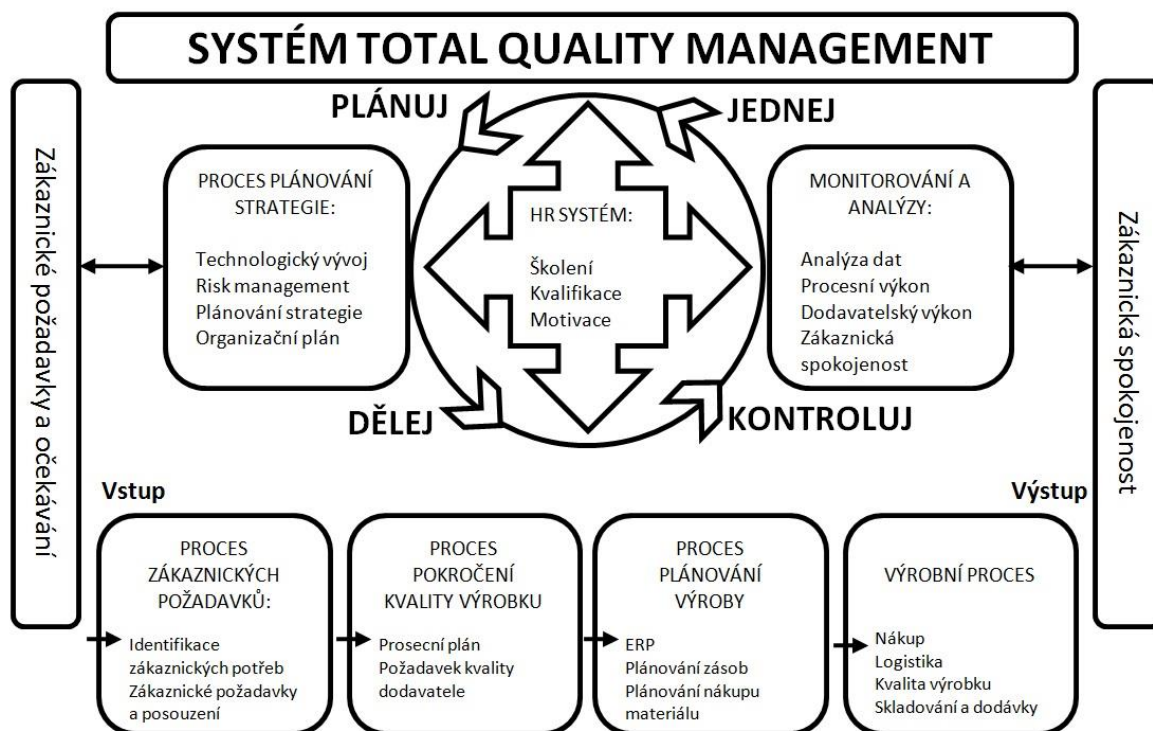 SYSTÉM TOTAL QUALITY MANAGEMENT
PLÁNUJ
JEDNEJ
Zákaznické požadavky a očekávání
PROCES PLÁNOVÁNÍ
STRATEGIE:
Technologický vývoj
Risk management
Plánování strategie
Organizační plán
HR SYSTÉM:
Školení
Kvalifikace
Motivace
MONITOROVÁNÍ A
ANALÝZY:
Analýza dat
Procesní výkon
Dodavatelský výkon
Zákaznická
spokojenost
Zákaznická spokojenost
DĚLEJ
KONTROLUJ
Vstup
Výstup
PROCES
ZÁKAZNICKÝCH
POŽADAVKŮ:
Identifikace
zákaznických potřeb
Zákaznické požadavky
a posouzení
PROCES
POKROČENÍ
KVALITY VÝROBKU
Prosecní plán
Požadavek kvality
dodavatele
PROCES
PLÁNOVÁNÍ
VÝROBY
ERP
Plánování zásob
Plánování nákupu
materiálu
VÝROBNÍ PROCES
Nákup
Logistika
Kvalita výrobku
Skladování a dodávky